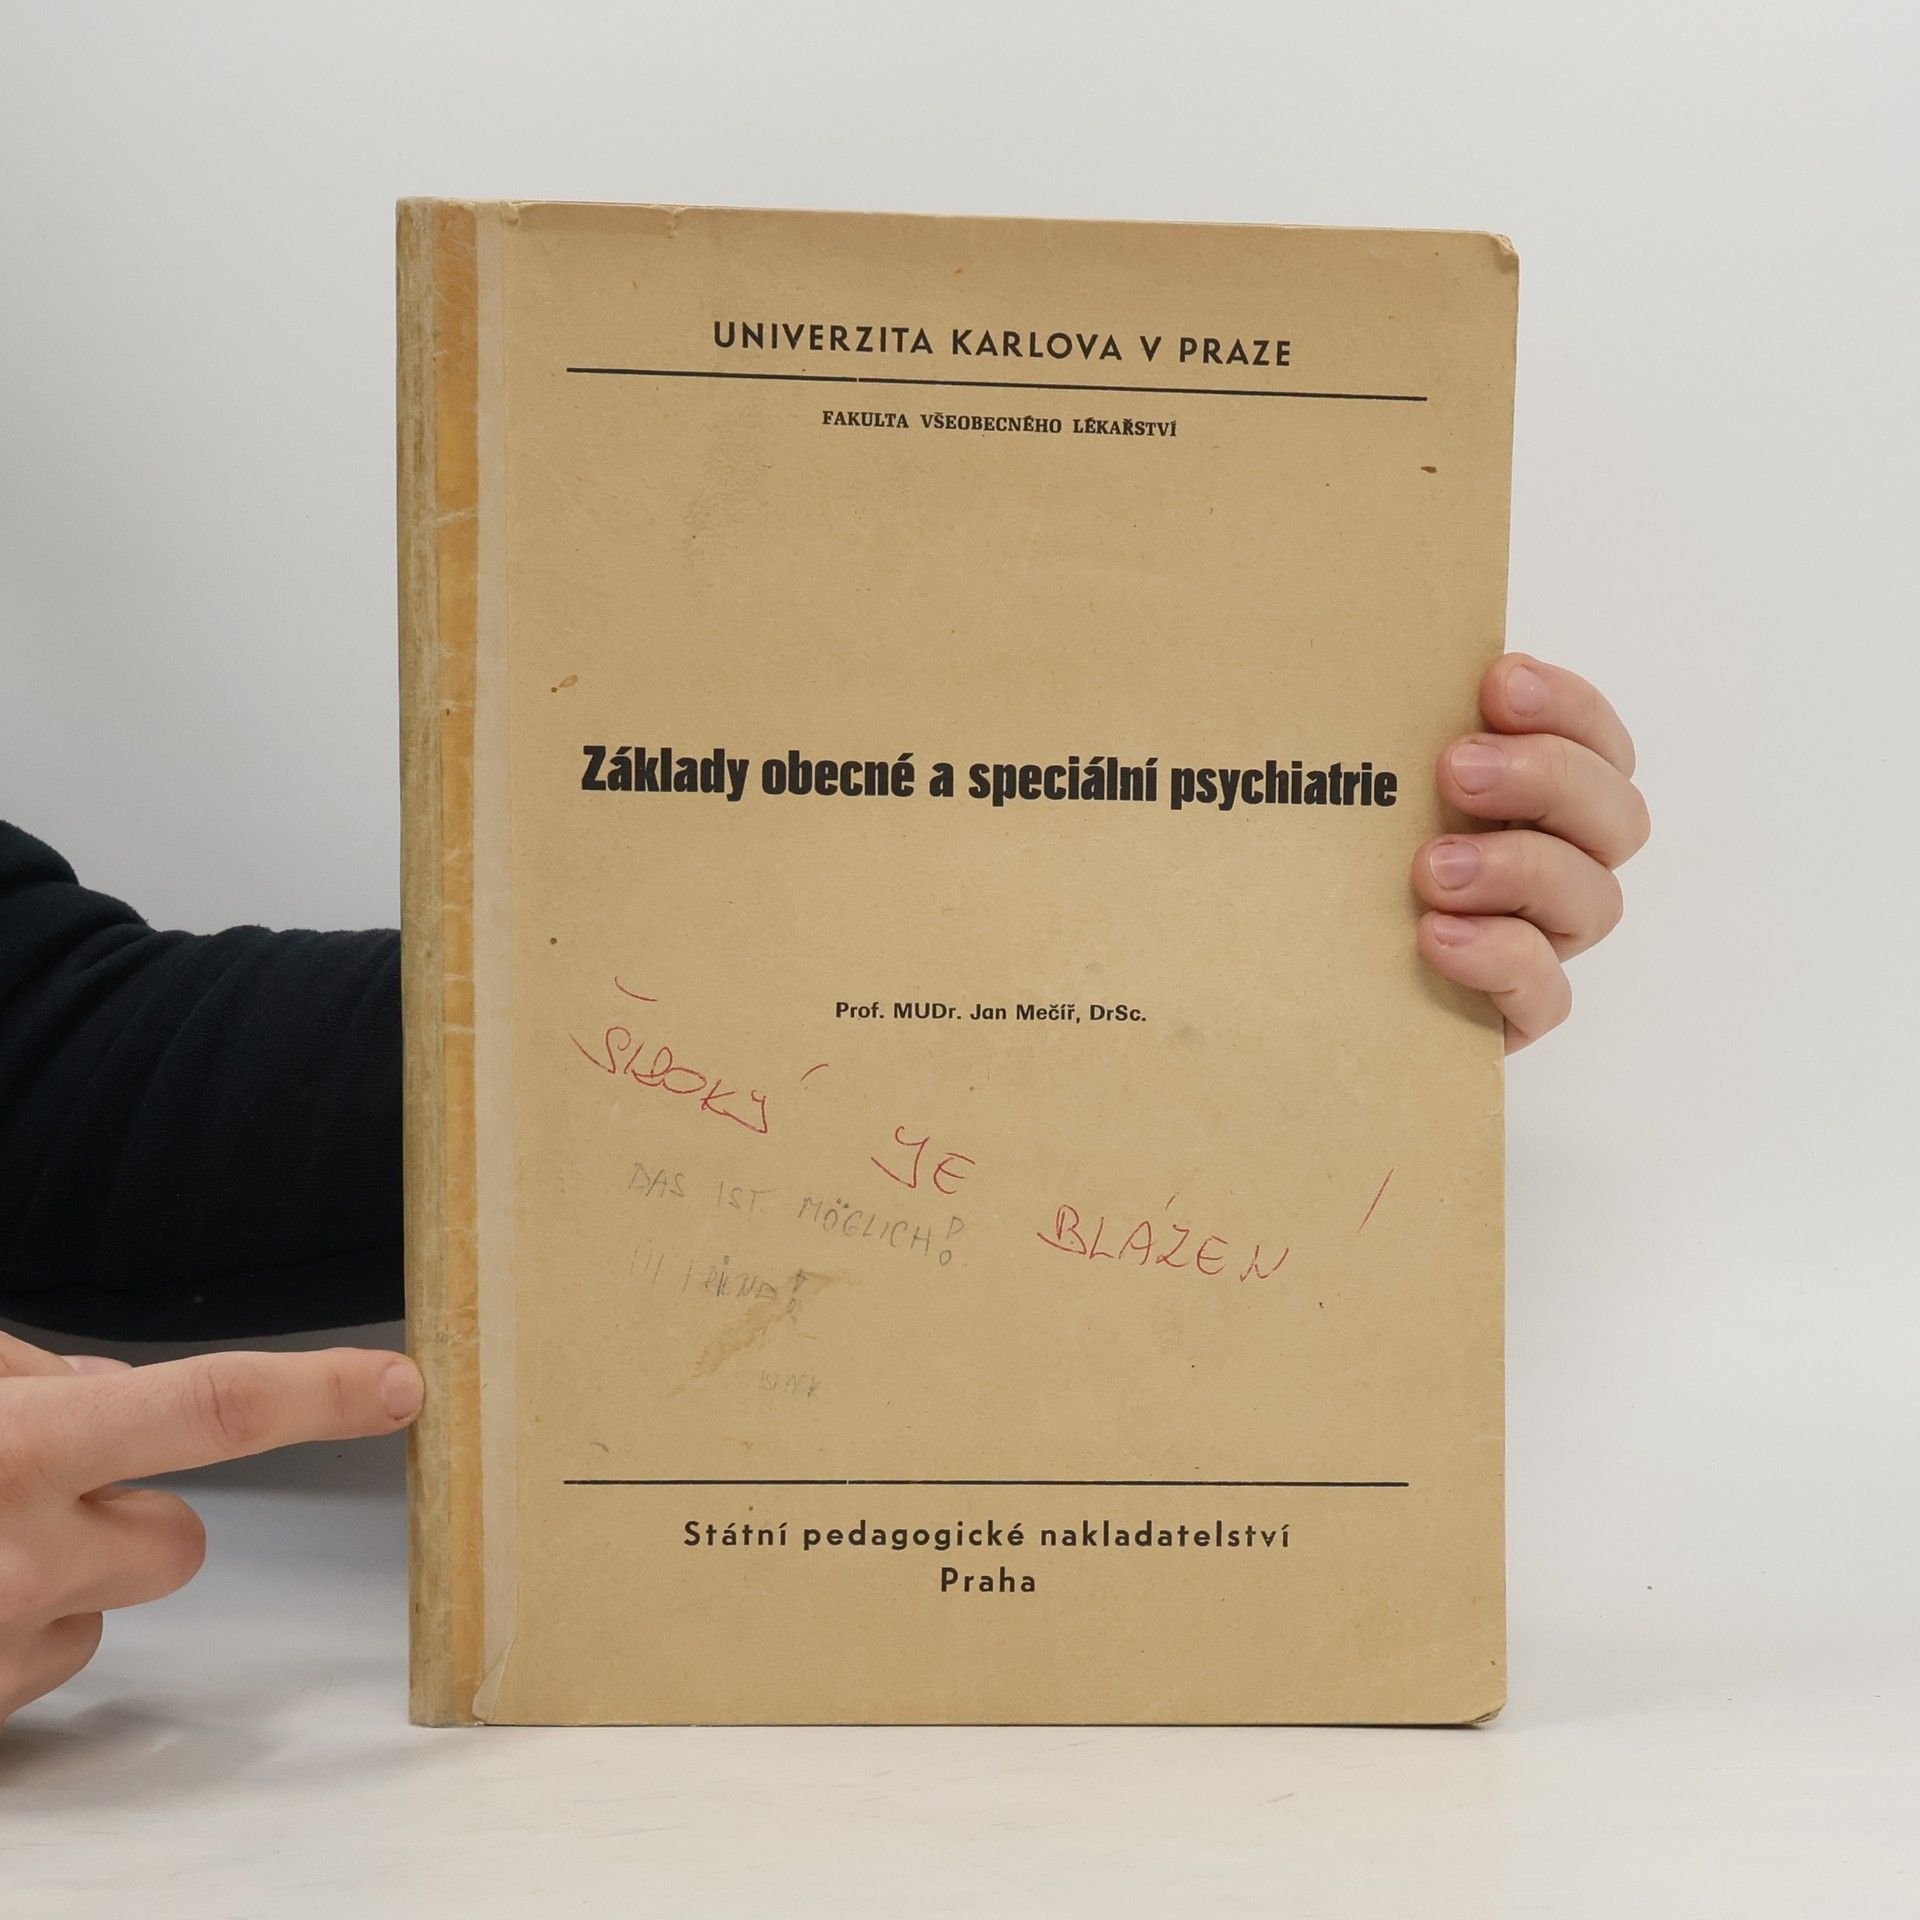 UNIVERZITA KARLOVA V PRAZE
FAKULTA VŠEOBECNÉHO LÉKAŘSTVÍ
Základy obecné a speciální psychiatrie
Prof. MUDr. Jan Mečíř, DrSc.
ŠIROKÝ JE BLÁZEN!
DAS IST MÖGLICH!
Státní pedagogické nakladatelství
Praha